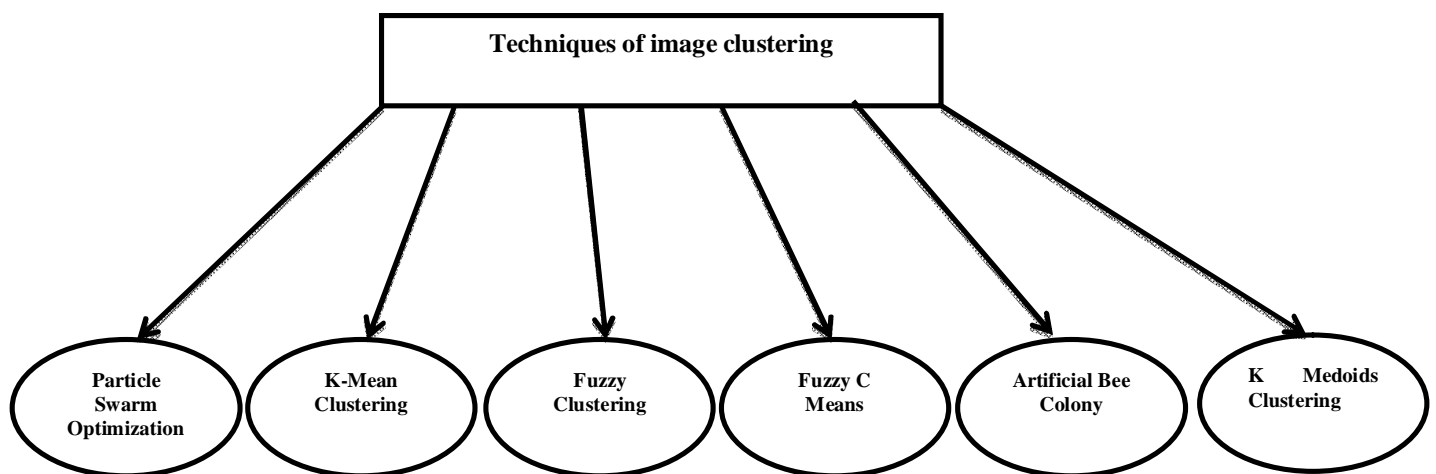 Techniques of image clustering
Particle
Swarm
Optimization
K-Mean
Clustering
Fuzzy
Clustering
Fuzzy C
Means
Artificial Bee
Colony
K Medoids
Clustering